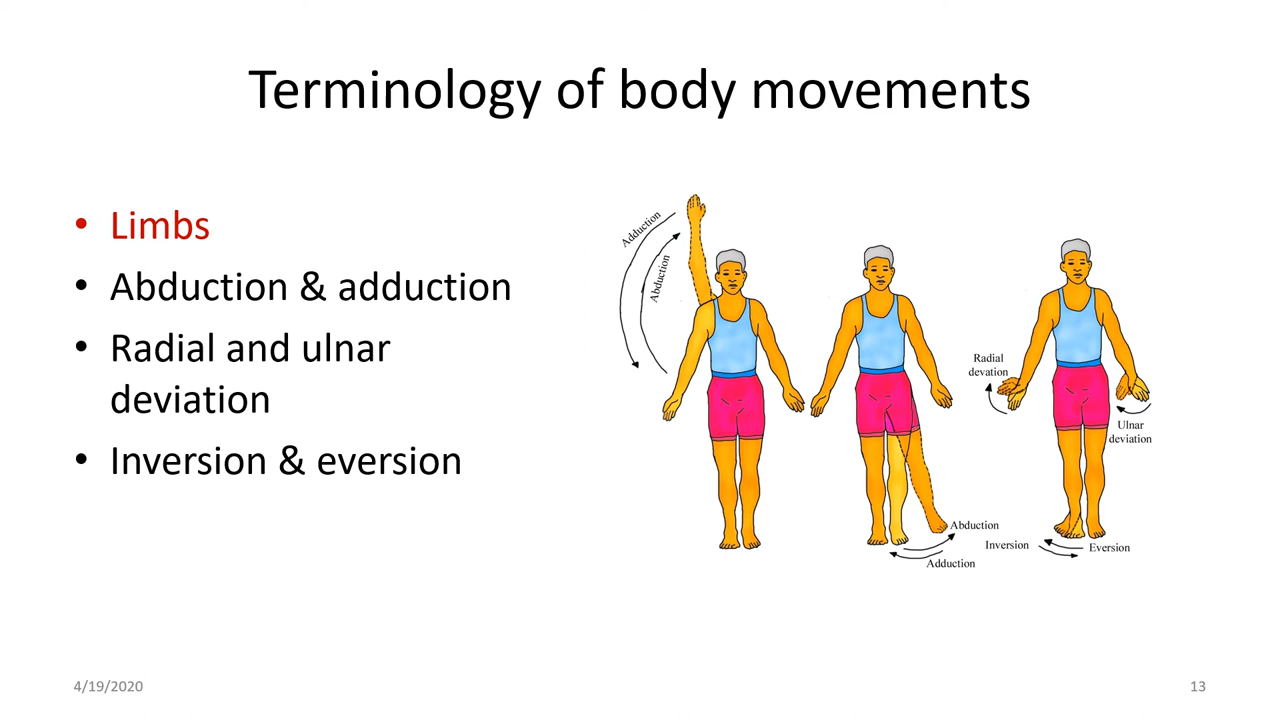 Terminology of body movements
• Limbs
• Abduction & adduction
• Radial and ulnar
deviation
• Inversion & eversion
Adduction
Abduction
Abduction
Adduction
Radial
devation
Ulnar
deviation
Inversion
Eversion
4/19/2020
13